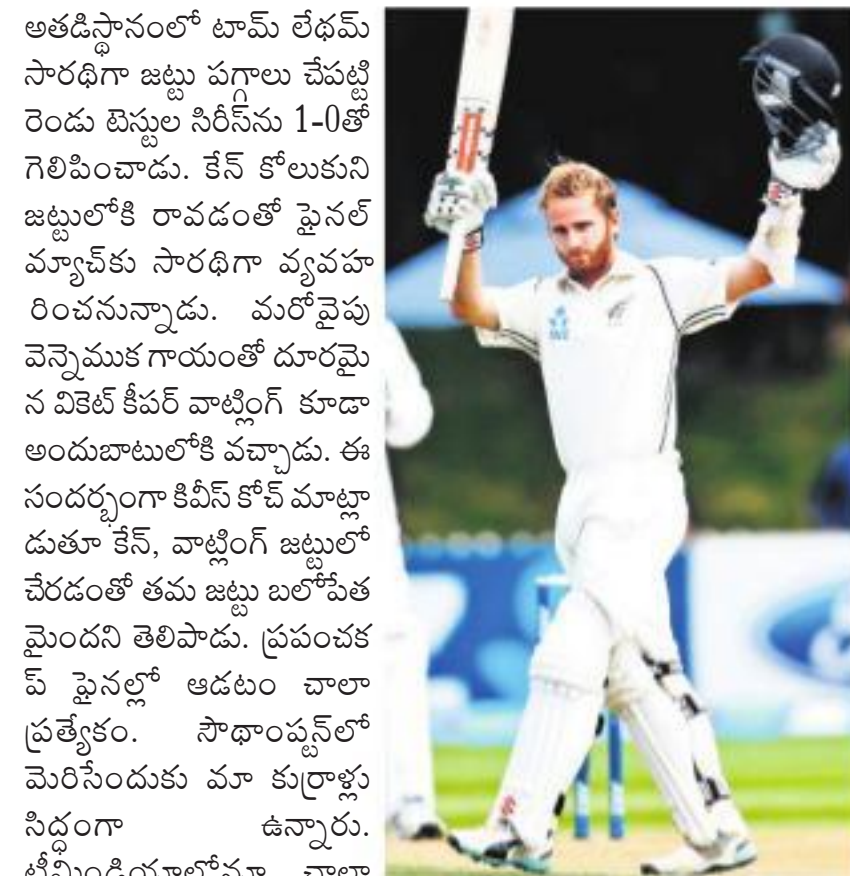 అతడిస్థానంలో టామ్ లేథమ్
సారథిగా జట్టు పగ్గాలు చేపట్టి
రెండు టెస్టుల సిరీస్‌ను 1-0తో
గెలిపించాడు. కేన్ కోలుకుని
జట్టులోకి రావడంతో ఫైనల్
మ్యాచ్‌కు సారథిగా వ్యవహ
రించనున్నాడు. మరోవైపు
వెన్నెముక గాయంతో దూరమై
న వికెట్ కీపర్ వాట్లింగ్ కూడా
అందుబాటులోకి వచ్చాడు. ఈ
సందర్భంగా కివీస్ కోచ్ మాట్లా
డుతూ కేన్, వాట్లింగ్ జట్టులో
చేరడంతో తమ జట్టు బలోపేత
మైందని తెలిపాడు. ప్రపంచక
ప్ ఫైనల్లో ఆడటం చాలా
ప్రత్యేకం. సౌథాంప్టన్‌లో
మెరిసేందుకు మా కుర్రాళ్లు
సిద్ధంగా ఉన్నారు.